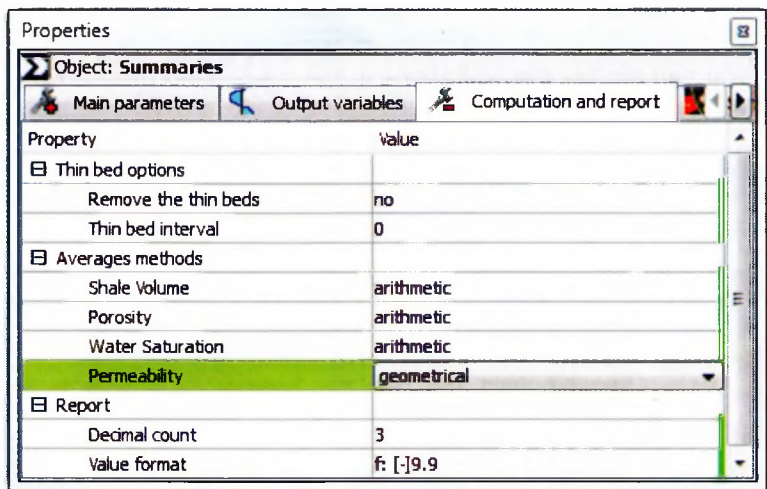 Properties
Object: Summaries
Main parameters Output variables Computation and report
Property Value
Thin bed options
Remove the thin beds no
Thin bed interval 0
Averages methods
Shale Volume arithmetic
Porosity arithmetic
Water Saturation arithmetic
Permeability geometrical
Report
Decimal count 3
Value format f: [-]9.9